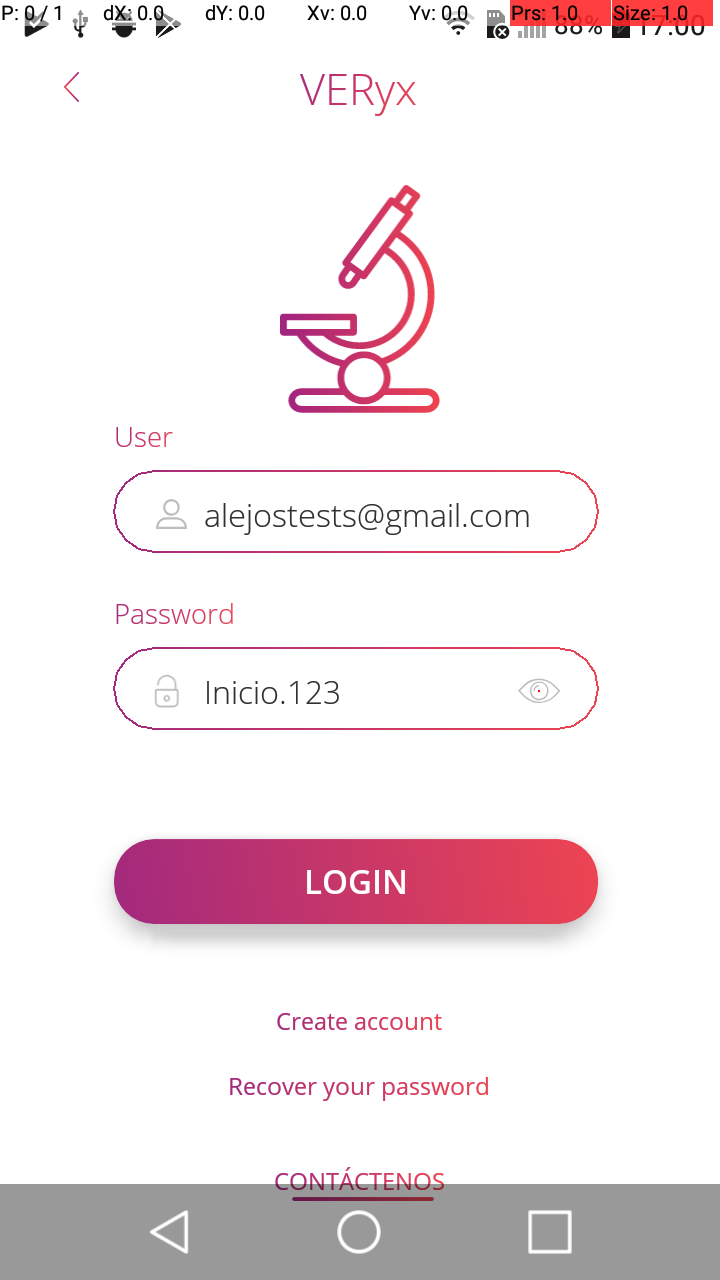 P: 0 / 1 dX: 0.0 dY: 0.0 Xv: 0.0 Yv: 0.0 Prs: 1.0 Size: 1.0
88% 17:00
VERyx
User
alejostests@gmail.com
Password
Inicio.123
LOGIN
Create account
Recover your password
CONTÁCTENOS